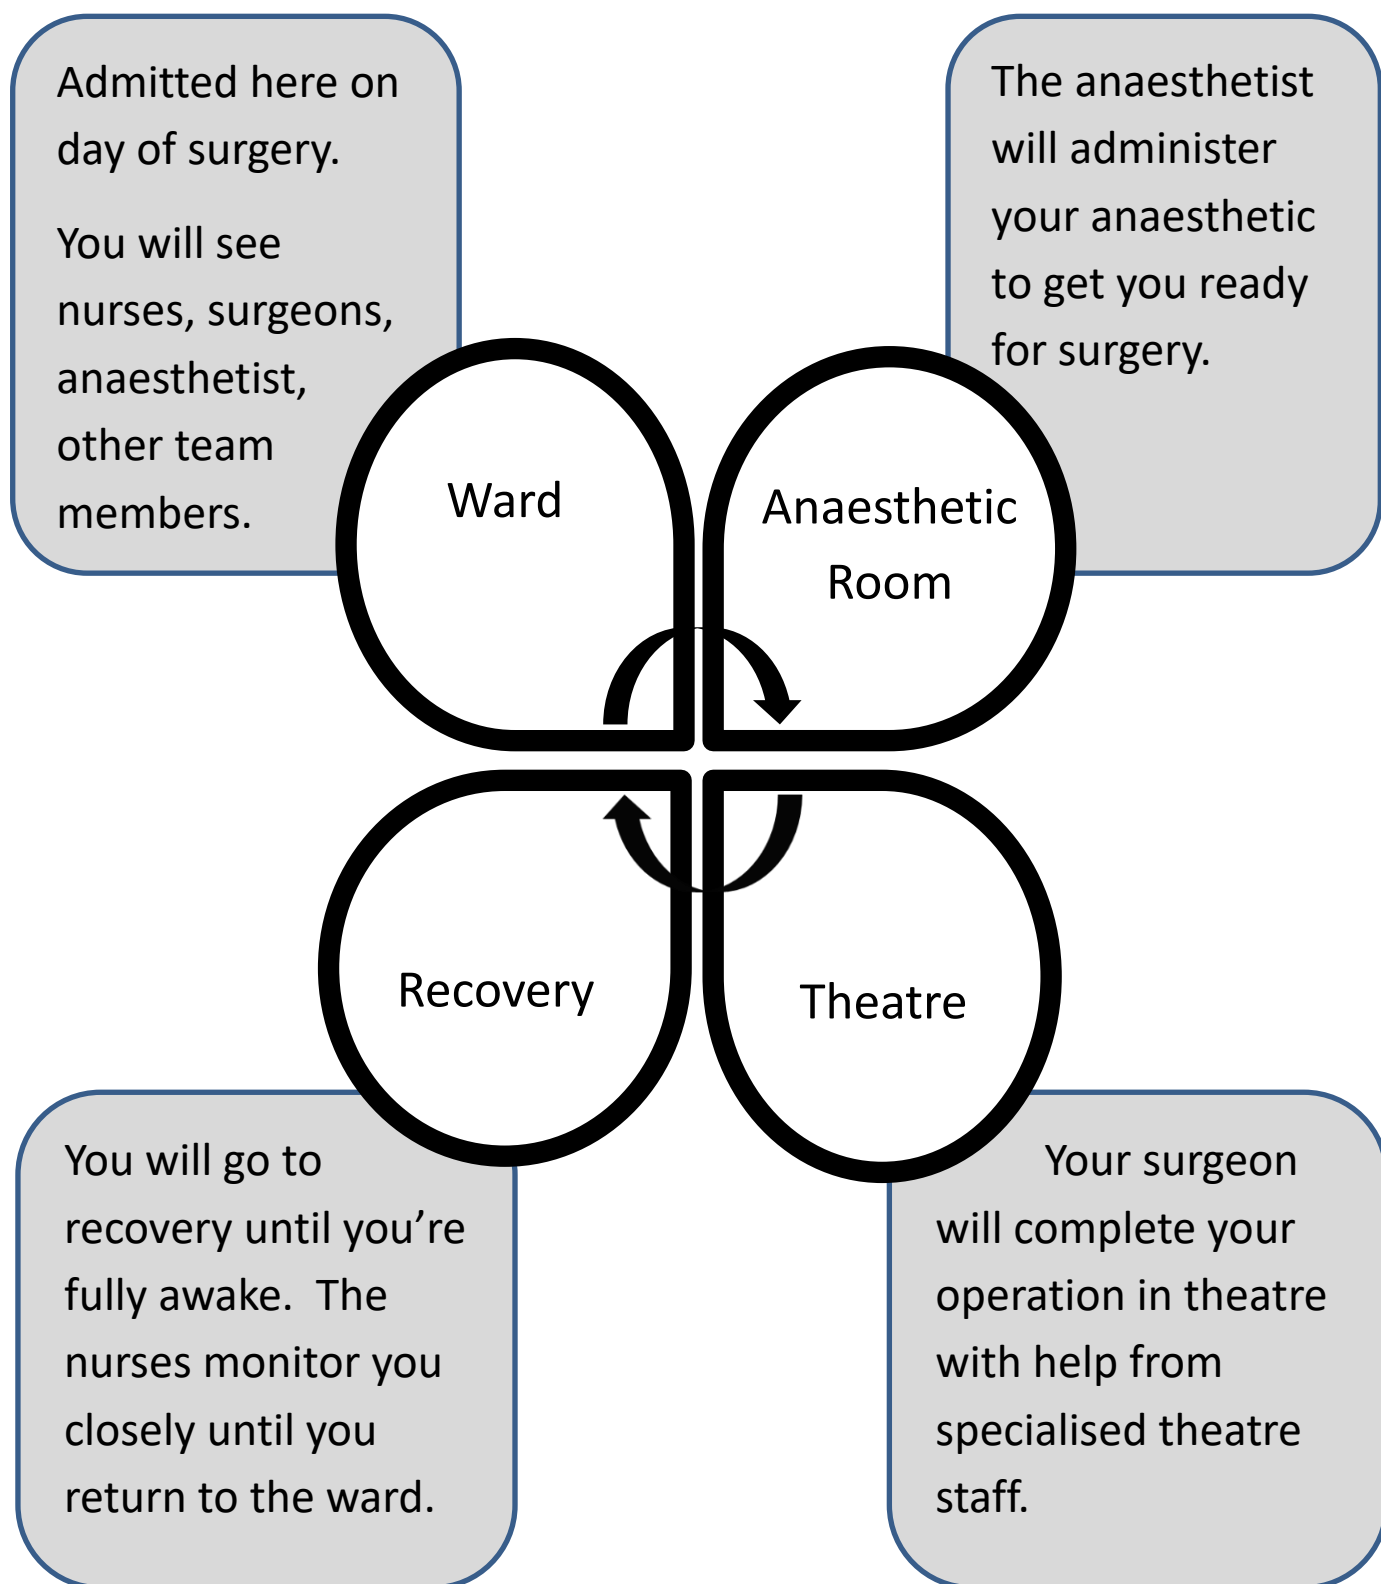 Admitted here on
day of surgery.
You will see
nurses, surgeons,
anaesthetist,
other team
members.
The anaesthetist
will administer
your anaesthetic
to get you ready
for surgery.
Ward
Anaesthetic
Room
Recovery
Theatre
You will go to
recovery until you’re
fully awake.  The
nurses monitor you
closely until you
return to the ward.
Your surgeon
will complete your
operation in theatre
with help from
specialised theatre
staff.